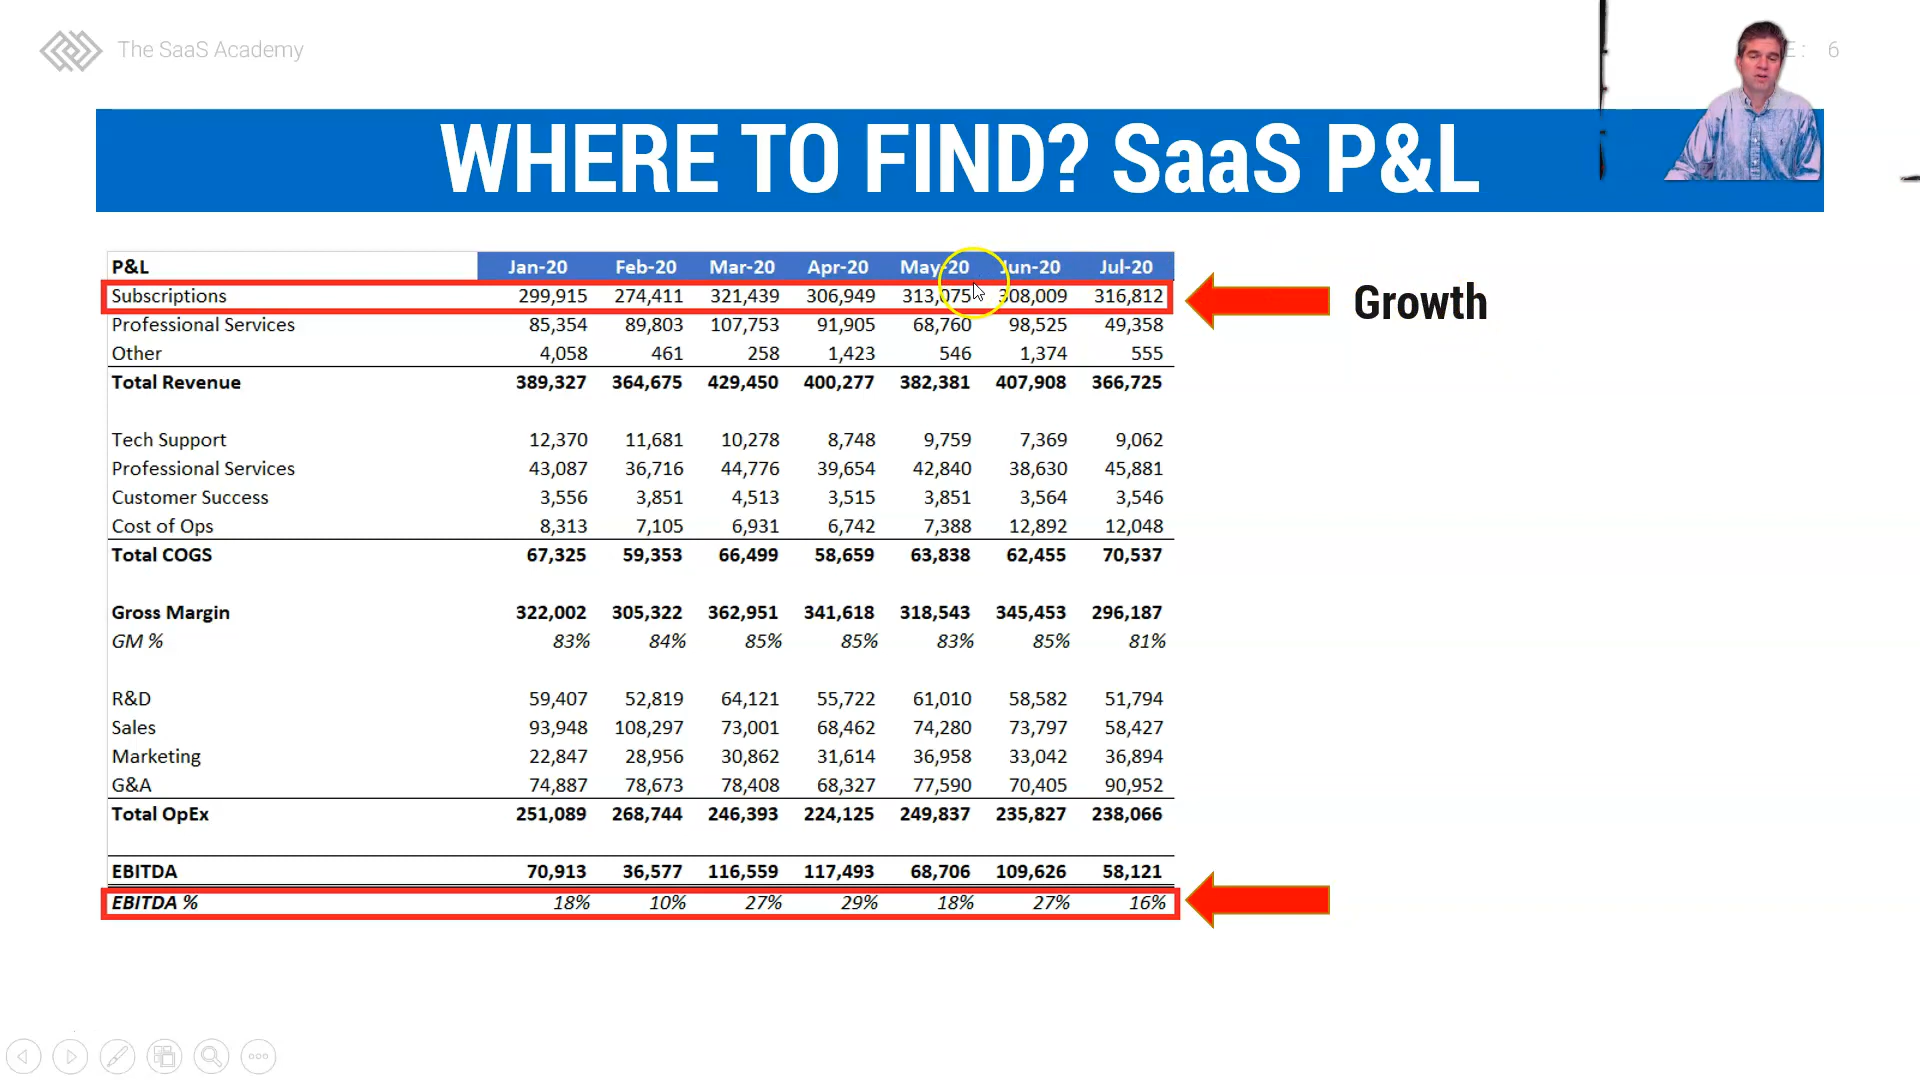 The SaaS Academy
E: 6
WHERE TO FIND? SaaS P&L
P&L Jan-20 Feb-20 Mar-20 Apr-20 May-20 Jun-20 Jul-20
Subscriptions 299,915 274,411 321,439 306,949 313,075 308,009 316,812
Growth
Professional Services 85,354 89,803 107,753 91,905 68,760 98,525 49,358
Other 4,058 461 258 1,423 546 1,374 555
Total Revenue 389,327 364,675 429,450 400,277 382,381 407,908 366,725
Tech Support 12,370 11,681 10,278 8,748 9,759 7,369 9,062
Professional Services 43,087 36,716 44,776 39,654 42,840 38,630 45,881
Customer Success 3,556 3,851 4,513 3,515 3,851 3,564 3,546
Cost of Ops 8,313 7,105 6,931 6,742 7,388 12,892 12,048
Total COGS 67,325 59,353 66,499 58,659 63,838 62,455 70,537
Gross Margin 322,002 305,322 362,951 341,618 318,543 345,453 296,187
GM % 83% 84% 85% 85% 83% 85% 81%
R&D 59,407 52,819 64,121 55,722 61,010 58,582 51,794
Sales 93,948 108,297 73,001 68,462 74,280 73,797 58,427
Marketing 22,847 28,956 30,862 31,614 36,958 33,042 36,894
G&A 74,887 78,673 78,408 68,327 77,590 70,405 90,952
Total OpEx 251,089 268,744 246,393 224,125 249,837 235,827 238,066
EBITDA 70,913 36,577 116,559 117,493 68,706 109,626 58,121
EBITDA % 18% 10% 27% 29% 18% 27% 16%